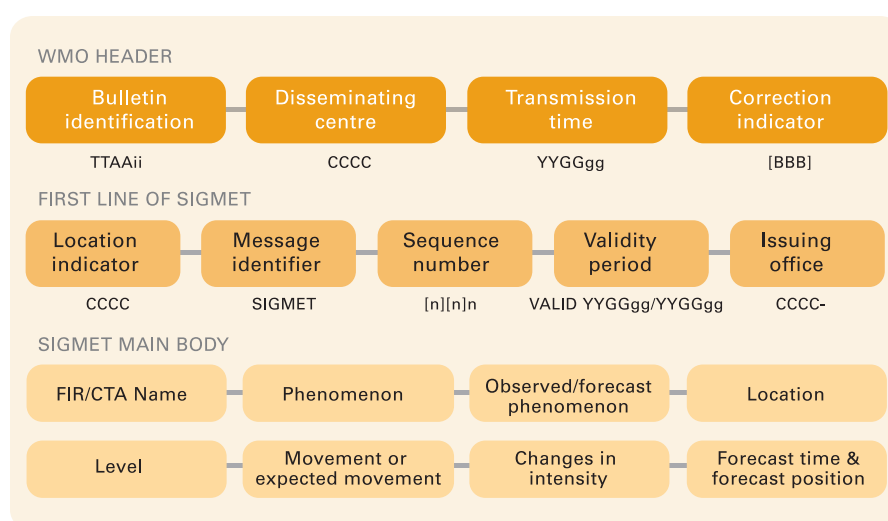 WMO HEADER
Bulletin identification
Disseminating centre
Transmission time
Correction indicator
TTAAii
CCCC
YYGGgg
[BBB]
FIRST LINE OF SIGMET
Location indicator
Message identifier
Sequence number
Validity period
Issuing office
CCCC
SIGMET
[n][n]n
VALID YYGGgg/YYGGgg
CCCC-
SIGMET MAIN BODY
FIR/CTA Name
Phenomenon
Observed/forecast phenomenon
Location
Level
Movement or expected movement
Changes in intensity
Forecast time & forecast position